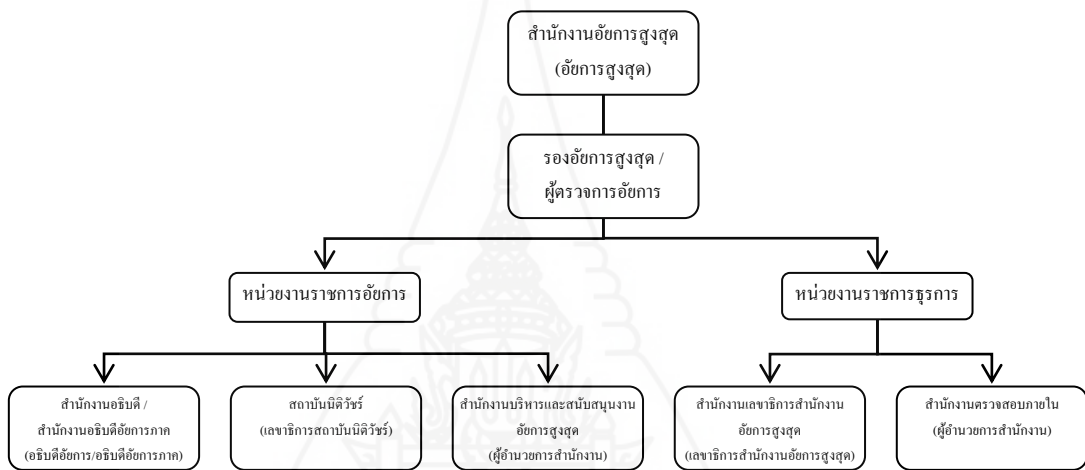 สำนักงานอัยการสูงสุด
(อัยการสูงสุด)
รองอัยการสูงสุด /
ผู้ตรวจการอัยการ
หน่วยงานราชการอัยการ
หน่วยงานราชการธุรการ
สำนักงานอธิบดี /
สำนักงานอธิบดีอัยการภาค
(อธิบดีอัยการ/อธิบดีอัยการภาค)
สถาบันนิติวัชร์
(เลขาธิการสถาบันนิติวัชร์)
สำนักงานบริหารและสนับสนุนงาน
อัยการสูงสุด
(ผู้อำนวยการสำนักงาน)
สำนักงานเลขาธิการสำนักงาน
อัยการสูงสุด
(เลขาธิการสำนักงานอัยการสูงสุด)
สำนักงานตรวจสอบภายใน
(ผู้อำนวยการสำนักงาน)